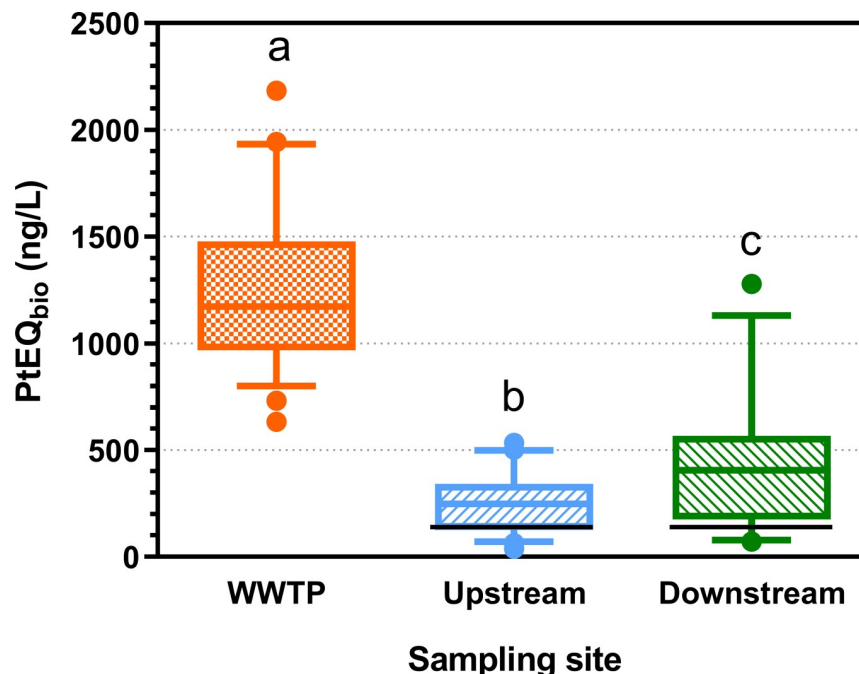 2500
2000
1500
1000
500
0
PtEQbio (ng/L)
a
b
c
WWTP Upstream Downstream
Sampling site